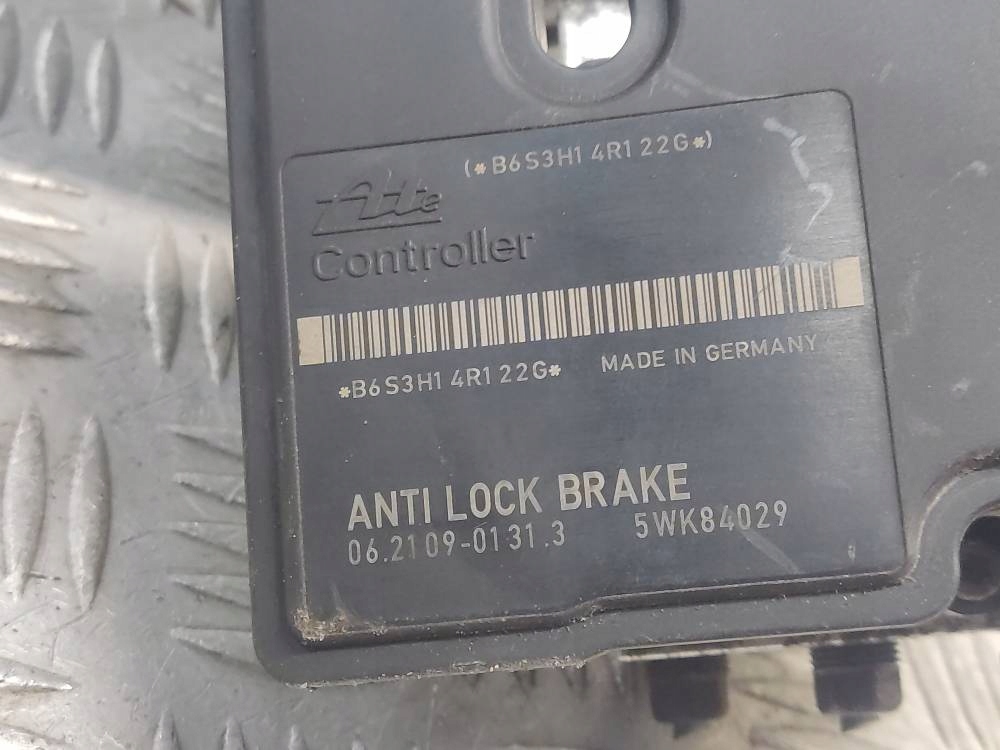 (*B6S3H1 4R1 22G*)
Ate
Controller
*B6S3H1 4R1 22G*
MADE IN GERMANY
ANTI LOCK BRAKE
06.2109-0131.3
5WK84029